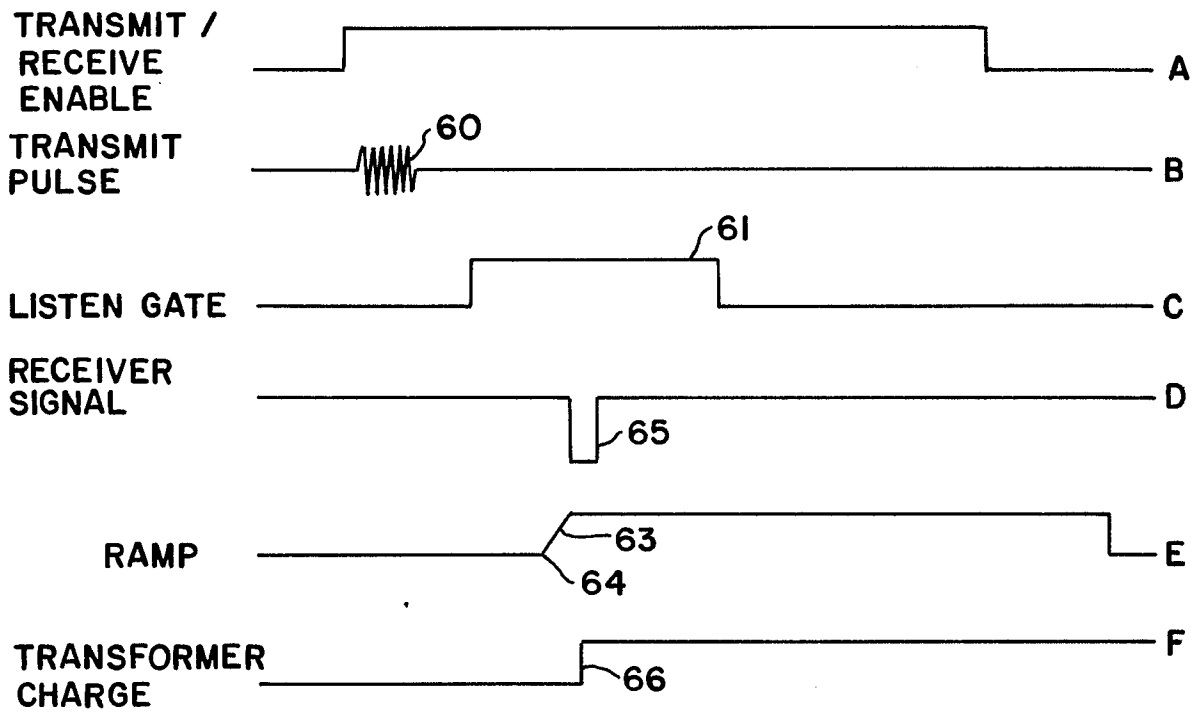 TRANSMIT /
RECEIVE
ENABLE
A
TRANSMIT
PULSE
60
B
61
LISTEN GATE
C
RECEIVER
SIGNAL
D
65
RAMP
63
64
E
TRANSFORMER
CHARGE
66
F